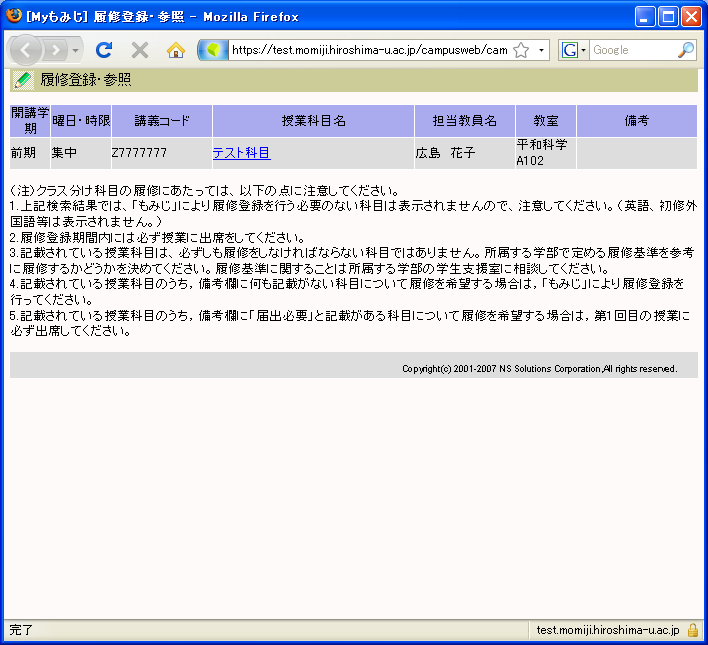 [Myもみじ] 履修登録・参照 - Mozilla Firefox
https://test.momiji.hiroshima-u.ac.jp/campusweb/cam
G
Google
履修登録・参照
開講学期 曜日・時限 講義コード 授業科目名 担当教員名 教室 備考
前期 集中 Z7777777 テスト科目 広島 花子 平和科学 A102
（注）クラス分け科目の履修にあたっては、以下の点に注意してください。
1.上記検索結果では、「もみじ」により履修登録を行う必要のない科目は表示されませんので、注意してください。（英語、初修外
国語等は表示されません。）
2.履修登録期間内には必ず授業に出席をしてください。
3.記載されている授業科目は、必ずしも履修をしなければならない科目ではありません。所属する学部で定める履修基準を参考
に履修するかどうかを決めてください。履修基準に関することは所属する学部の学生支援室に相談してください。
4.記載されている授業科目のうち，備考欄に何も記載がない科目について履修を希望する場合は，「もみじ」により履修登録を
行ってください。
5.記載されている授業科目のうち，備考欄に「届出必要」と記載がある科目について履修を希望する場合は，第1回目の授業に
必ず出席してください。
Copyright(c) 2001-2007 NS Solutions Corporation,All rights reserved.
完了
test.momiji.hiroshima-u.ac.jp